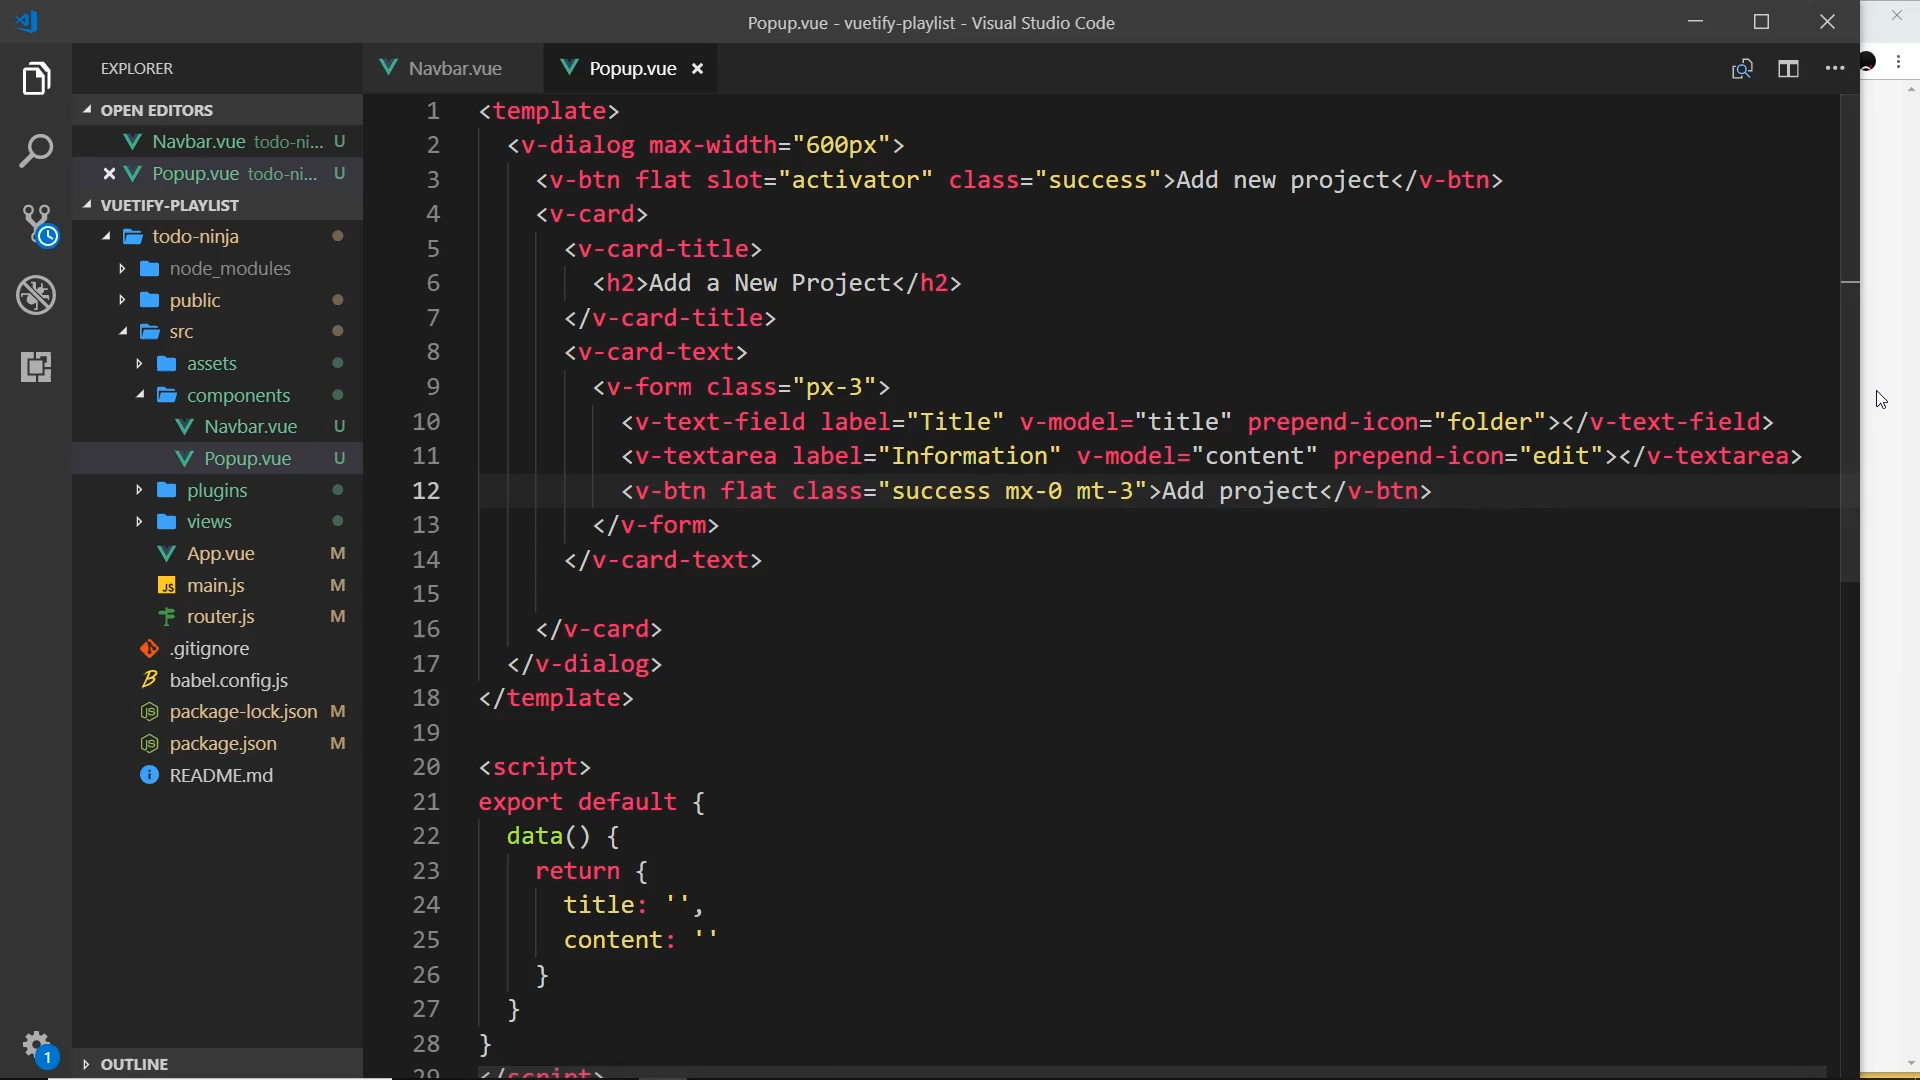 Popup.vue - vuetify-playlist - Visual Studio Code
EXPLORER
OPEN EDITORS
Navbar.vue todo-ni... U
Popup.vue todo-ni... U
VUETIFY-PLAYLIST
todo-ninja
node_modules
public
src
assets
components
Navbar.vue U
Popup.vue U
plugins
views
App.vue M
JS main.js M
router.js M
.gitignore
babel.config.js
package-lock.json M
package.json M
README.md
OUTLINE
1
Navbar.vue
Popup.vue
1 <template>
2 <v-dialog max-width="600px">
3 <v-btn flat slot="activator" class="success">Add new project</v-btn>
4 <v-card>
5 <v-card-title>
6 <h2>Add a New Project</h2>
7 </v-card-title>
8 <v-card-text>
9 <v-form class="px-3">
10 <v-text-field label="Title" v-model="title" prepend-icon="folder"></v-text-field>
11 <v-textarea label="Information" v-model="content" prepend-icon="edit"></v-textarea>
12 <v-btn flat class="success mx-0 mt-3">Add project</v-btn>
13 </v-form>
14 </v-card-text>
15
16 </v-card>
17 </v-dialog>
18 </template>
19
20 <script>
21 export default {
22 data() {
23 return {
24 title: '',
25 content: ''
26 }
27 }
28 }
29 </script>